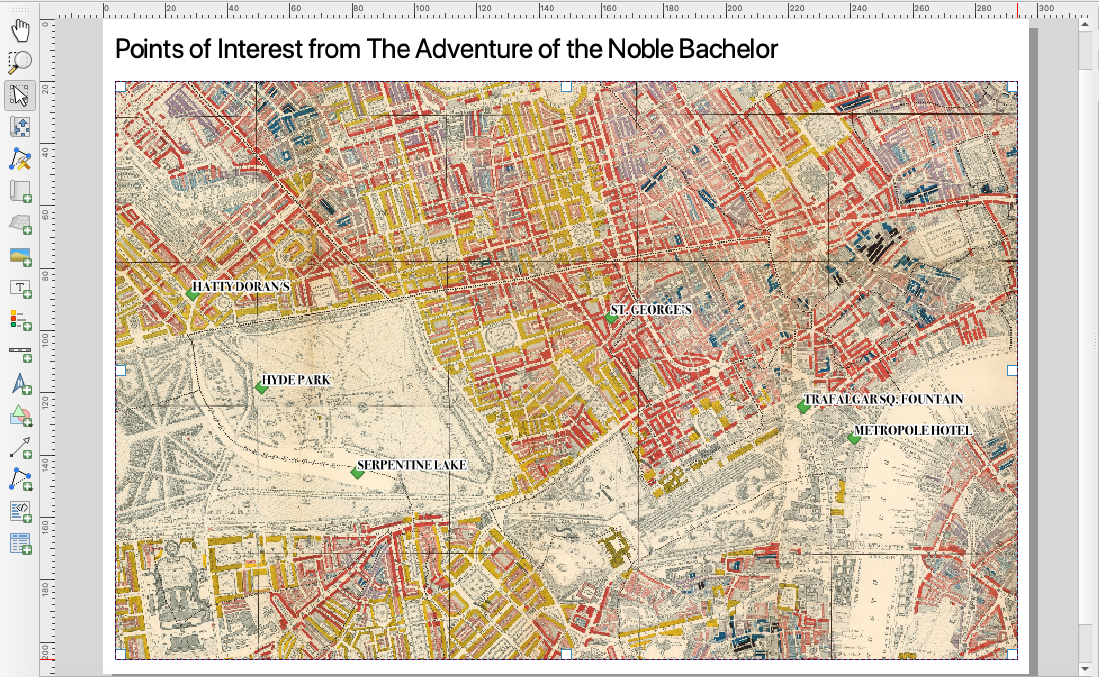 0 20 40 60 80 100 120 140 160 180 200 220 240 260 280 300
Points of Interest from The Adventure of the Noble Bachelor
0
20
40
60
80
100
120
140
160
180
200
HATTY DORAN'S
ST. GEORGE'S
HYDE PARK
TRAFALGAR SQ. FOUNTAIN
METROPOLE HOTEL
SERPENTINE LAKE